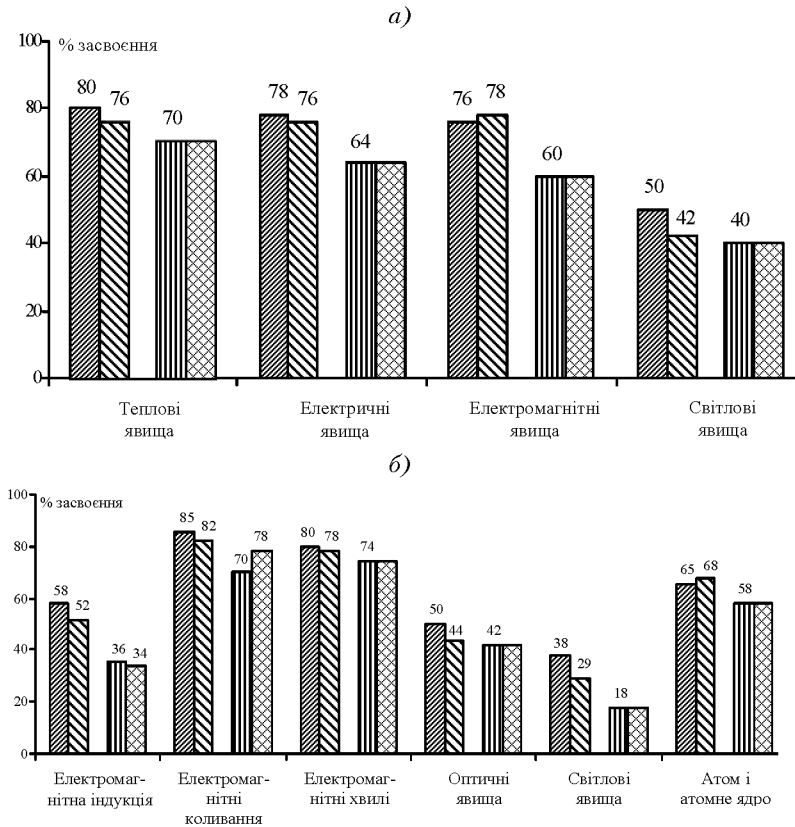 а)
% засвоєння
100
80
60
40
20
0
80
76
70
78
76
64
76
78
60
50
42
40
Теплові
явища
Електричні
явища
Електромагнітні
явища
Світлові
явища
б)
% засвоєння
100
80
60
40
20
0
58
52
36
34
85
82
70
78
80
78
74
50
44
42
38
29
18
65
68
58
Електромаг-
нітна індукція
Електромаг-
нітні
коливання
Електромаг-
нітні хвилі
Оптичні
явища
Світлові
явища
Атом і
атомне ядро